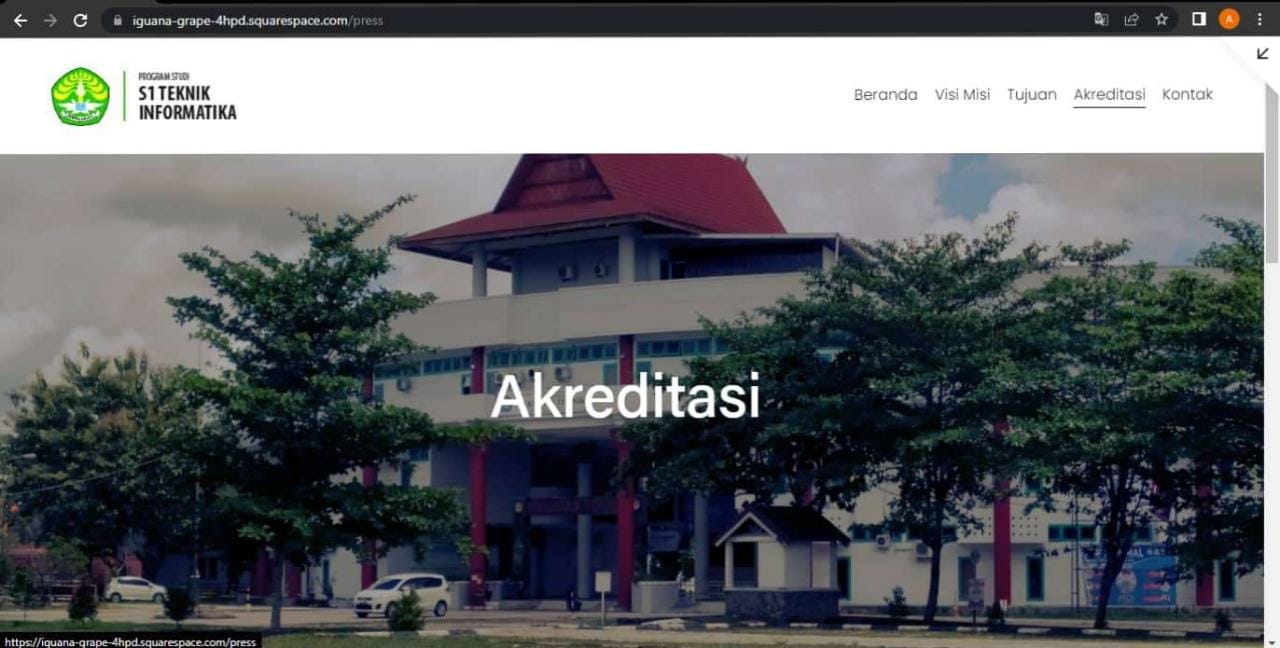 iguana-grape-4hpd.squarespace.com/press
A
PROGRAM STUDI
S1 TEKNIK
INFORMATIKA
Beranda Visi Misi Tujuan Akreditasi Kontak
Akreditasi
https://iguana-grape-4hpd.squarespace.com/press